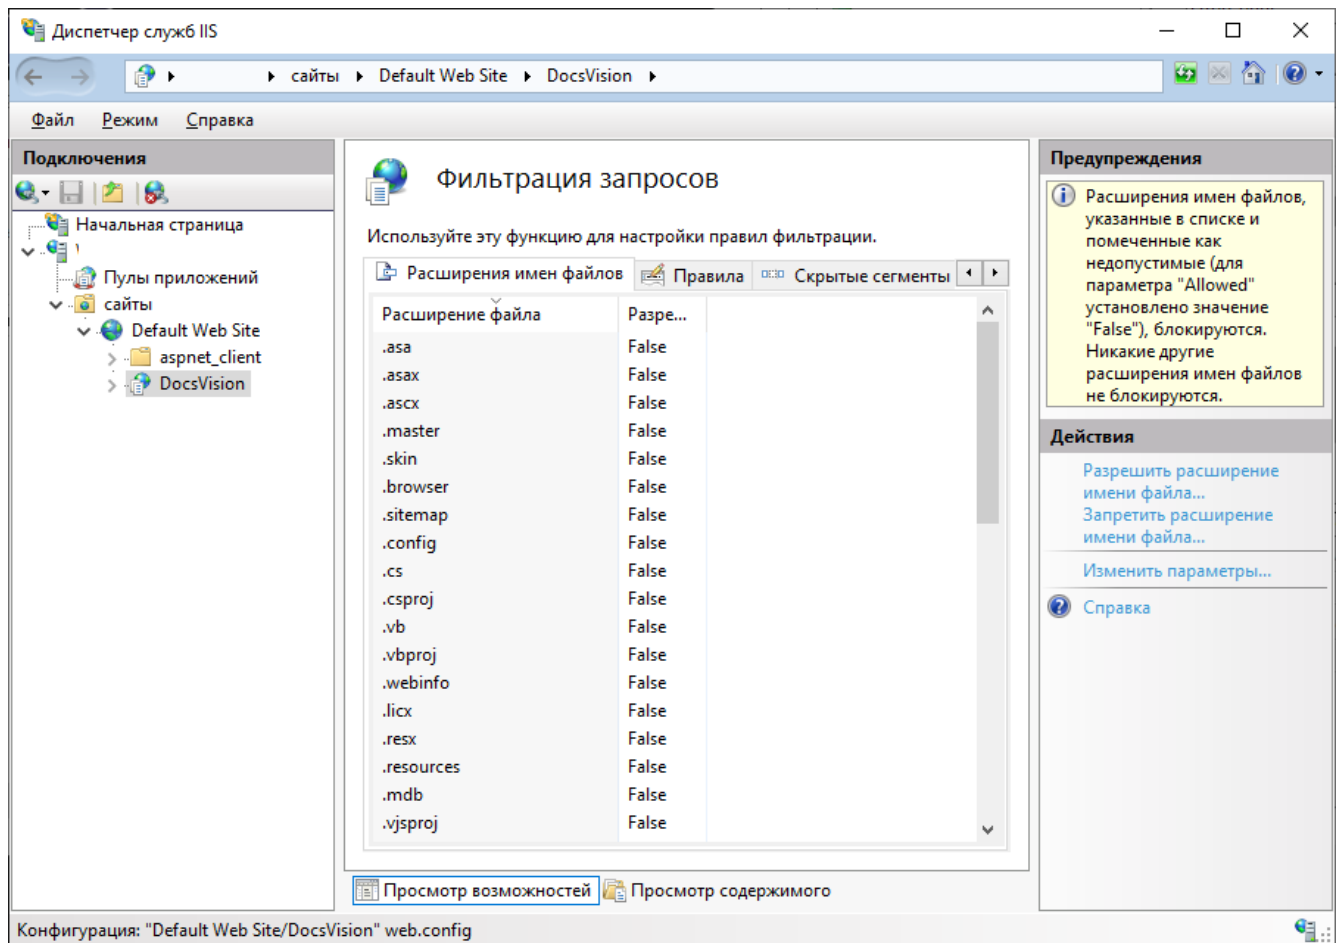 Диспетчер служб IIS
сайты Default Web Site DocsVision
Файл Режим Справка
Подключения
Начальная страница
Пулы приложений
сайты
Default Web Site
aspnet_client
DocsVision
Фильтрация запросов
Используйте эту функцию для настройки правил фильтрации.
Расширения имен файлов Правила Скрытые сегменты
Расширение файла Разре...
.asa False
.asax False
.ascx False
.master False
.skin False
.browser False
.sitemap False
.config False
.cs False
.csproj False
.vb False
.vbproj False
.webinfo False
.licx False
.resx False
.resources False
.mdb False
.vjsproj False
Просмотр возможностей Просмотр содержимого
Предупреждения
Расширения имен файлов,
указанные в списке и
помеченные как
недопустимые (для
параметра "Allowed"
установлено значение
"False"), блокируются.
Никакие другие
расширения имен файлов
не блокируются.
Действия
Разрешить расширение
имени файла...
Запретить расширение
имени файла...
Изменить параметры...
Справка
Конфигурация: "Default Web Site/DocsVision" web.config